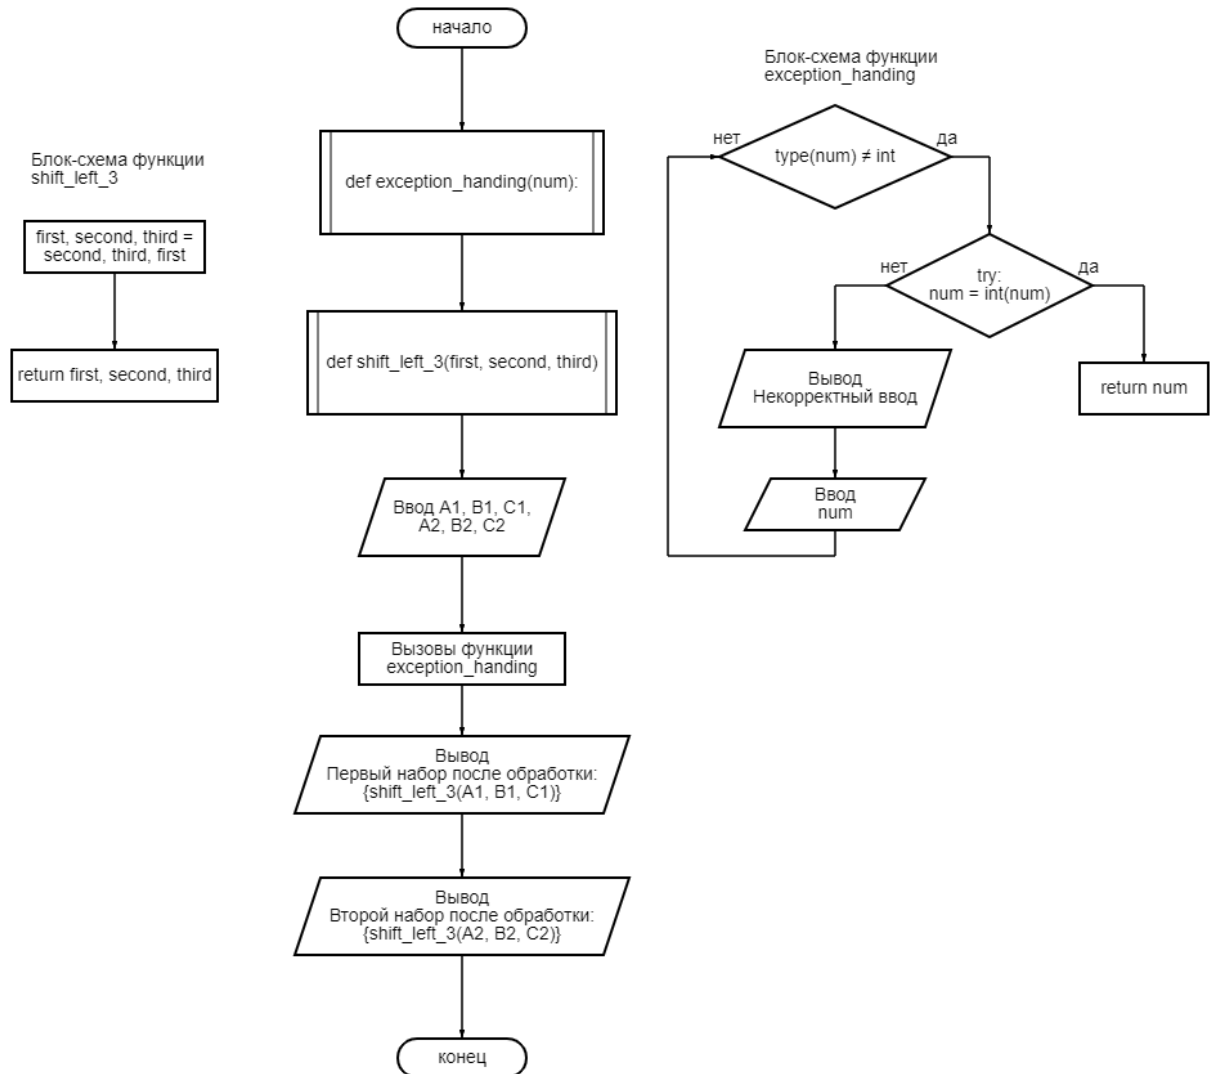 начало
def exception_handing(num):
def shift_left_3(first, second, third)
Ввод A1, B1, C1,
A2, B2, C2
Вызовы функции
exception_handing
Вывод
Первый набор после обработки:
{shift_left_3(A1, B1, C1)}
Вывод
Второй набор после обработки:
{shift_left_3(A2, B2, C2)}
конец
Блок-схема функции
shift_left_3
first, second, third =
second, third, first
return first, second, third
Блок-схема функции
exception_handing
нет
type(num) ≠ int
да
нет
try:
num = int(num)
да
Вывод
Некорректный ввод
return num
Ввод
num